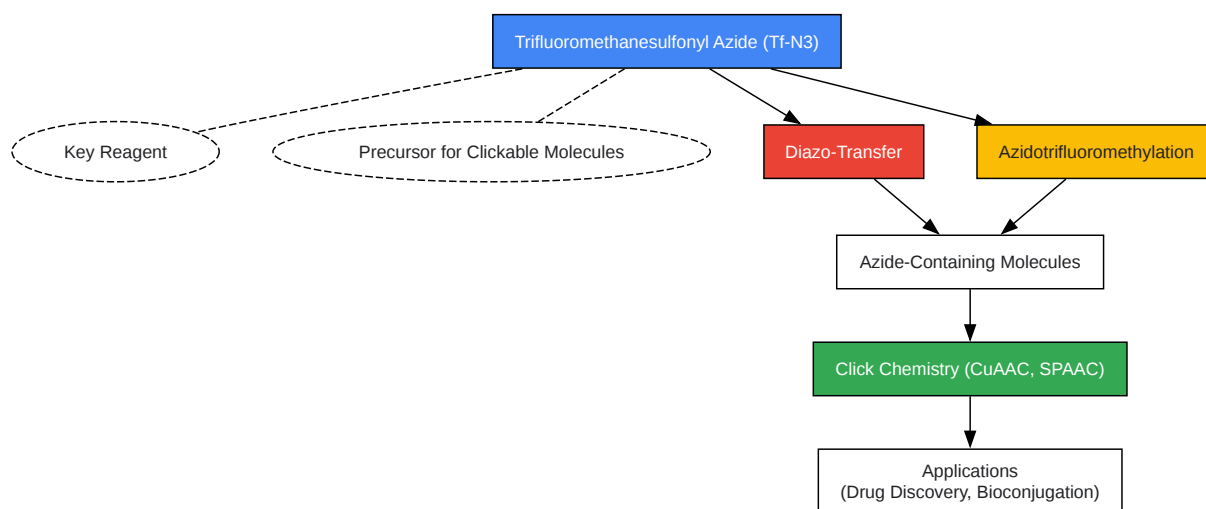 Trifluoromethanesulfonyl Azide (Tf-N3)
Key Reagent
Precursor for Clickable Molecules
Diazo-Transfer
Azidotrifluoromethylation
Azide-Containing Molecules
Click Chemistry (CuAAC, SPAAC)
Applications
(Drug Discovery, Bioconjugation)